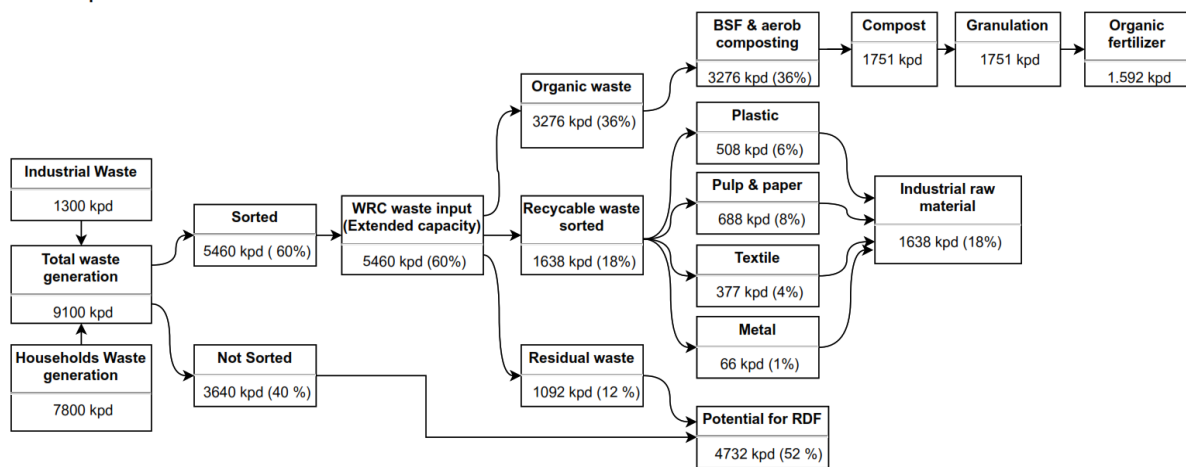 Industrial Waste
1300 kpd
Total waste
generation
9100 kpd
Households Waste
generation
7800 kpd
Sorted
5460 kpd ( 60%)
Not Sorted
3640 kpd (40 %)
WRC waste input
(Extended capacity)
5460 kpd (60%)
Organic waste
3276 kpd (36%)
Recycable waste
sorted
1638 kpd (18%)
Residual waste
1092 kpd (12 %)
BSF & aerob
composting
3276 kpd (36%)
Compost
1751 kpd
Granulation
1751 kpd
Organic
fertilizer
1.592 kpd
Plastic
508 kpd (6%)
Pulp & paper
688 kpd (8%)
Textile
377 kpd (4%)
Metal
66 kpd (1%)
Industrial raw
material
1638 kpd (18%)
Potential for RDF
4732 kpd (52 %)